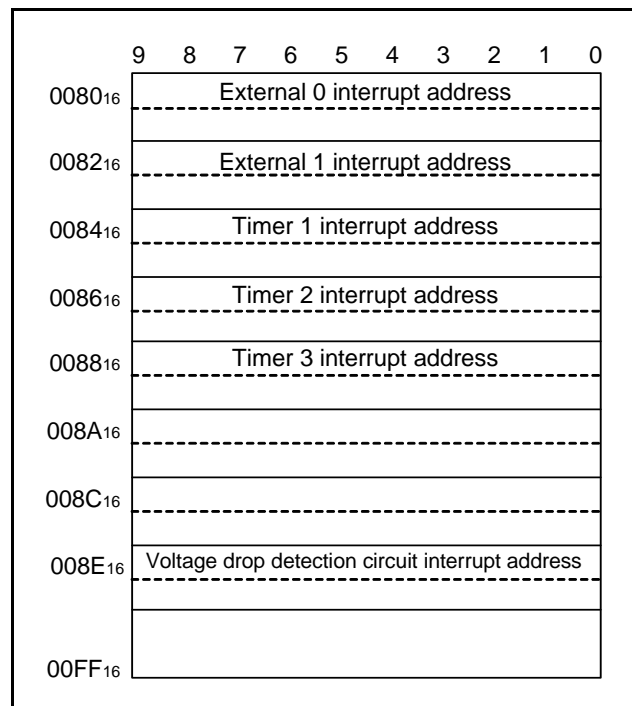 9 8 7 6 5 4 3 2 1 0
0080₁₆ External 0 interrupt address
0082₁₆ External 1 interrupt address
0084₁₆ Timer 1 interrupt address
0086₁₆ Timer 2 interrupt address
0088₁₆ Timer 3 interrupt address
008A₁₆
008C₁₆
008E₁₆ Voltage drop detection circuit interrupt address
00FF₁₆